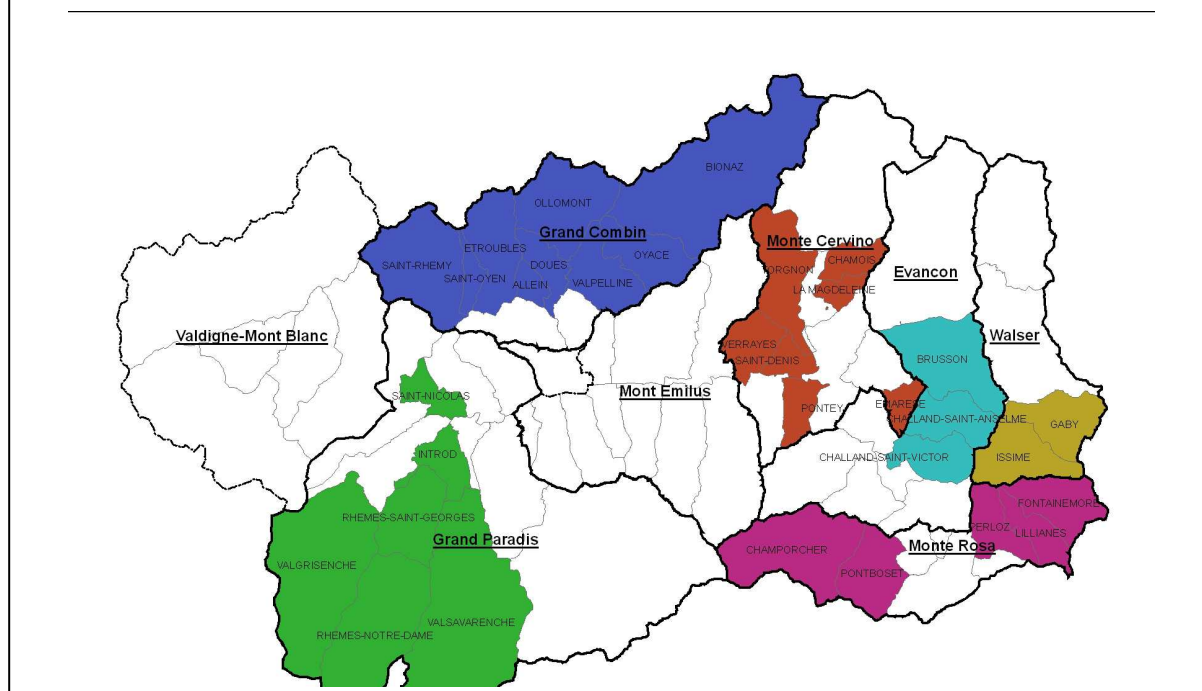 BIONAZ
OLLOMONT
Grand Combin
Monte Cervino
ETROUBLES
OYACE
CHAMOIS
SAINT-RHEMY
DOUES
TORGNON
Evancon
SAINT-OYEN
ALLEIN
VALPELLINE
LA MAGDELEINE
Valdigne-Mont Blanc
Walser
VERRAYES
SAINT-DENIS
BRUSSON
Mont Emilus
SAINT-NICOLAS
PONTEY
EMARESE
CHALLAND-SAINT-ANSELME
GABY
INTROD
CHALLAND-SAINT-VICTOR
ISSIME
RHEMES-SAINT-GEORGES
FONTAINEMORE
PERLOZ
LILLIANES
Grand Paradis
Monte Rosa
CHAMPORCHER
VALGRISENCHE
PONTBOSET
VALSAVARENCHE
RHEMES-NOTRE-DAME